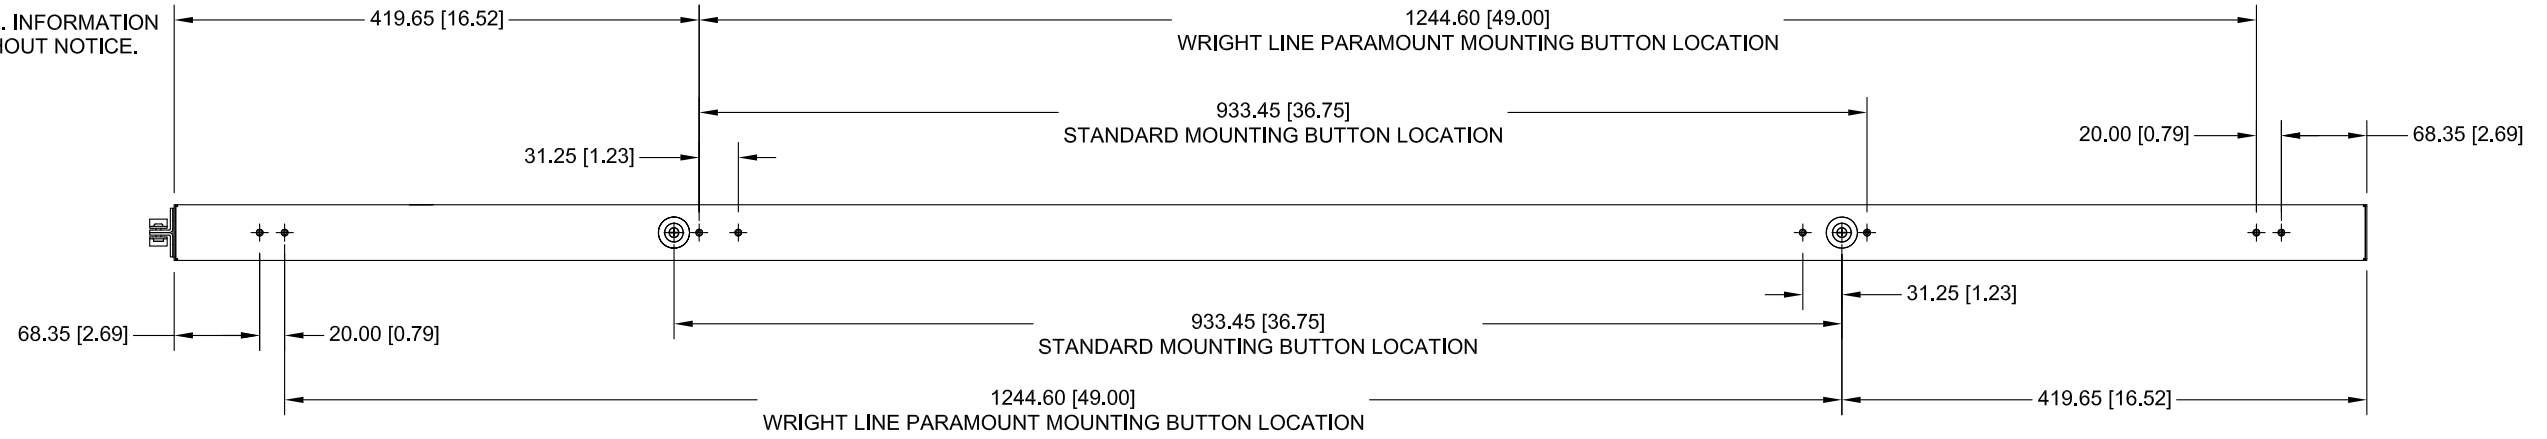 . INFORMATION
HOUT NOTICE.
419.65 [16.52]
1244.60 [49.00]
WRIGHT LINE PARAMOUNT MOUNTING BUTTON LOCATION
933.45 [36.75]
STANDARD MOUNTING BUTTON LOCATION
31.25 [1.23]
20.00 [0.79]
68.35 [2.69]
31.25 [1.23]
68.35 [2.69]
20.00 [0.79]
933.45 [36.75]
STANDARD MOUNTING BUTTON LOCATION
1244.60 [49.00]
WRIGHT LINE PARAMOUNT MOUNTING BUTTON LOCATION
419.65 [16.52]